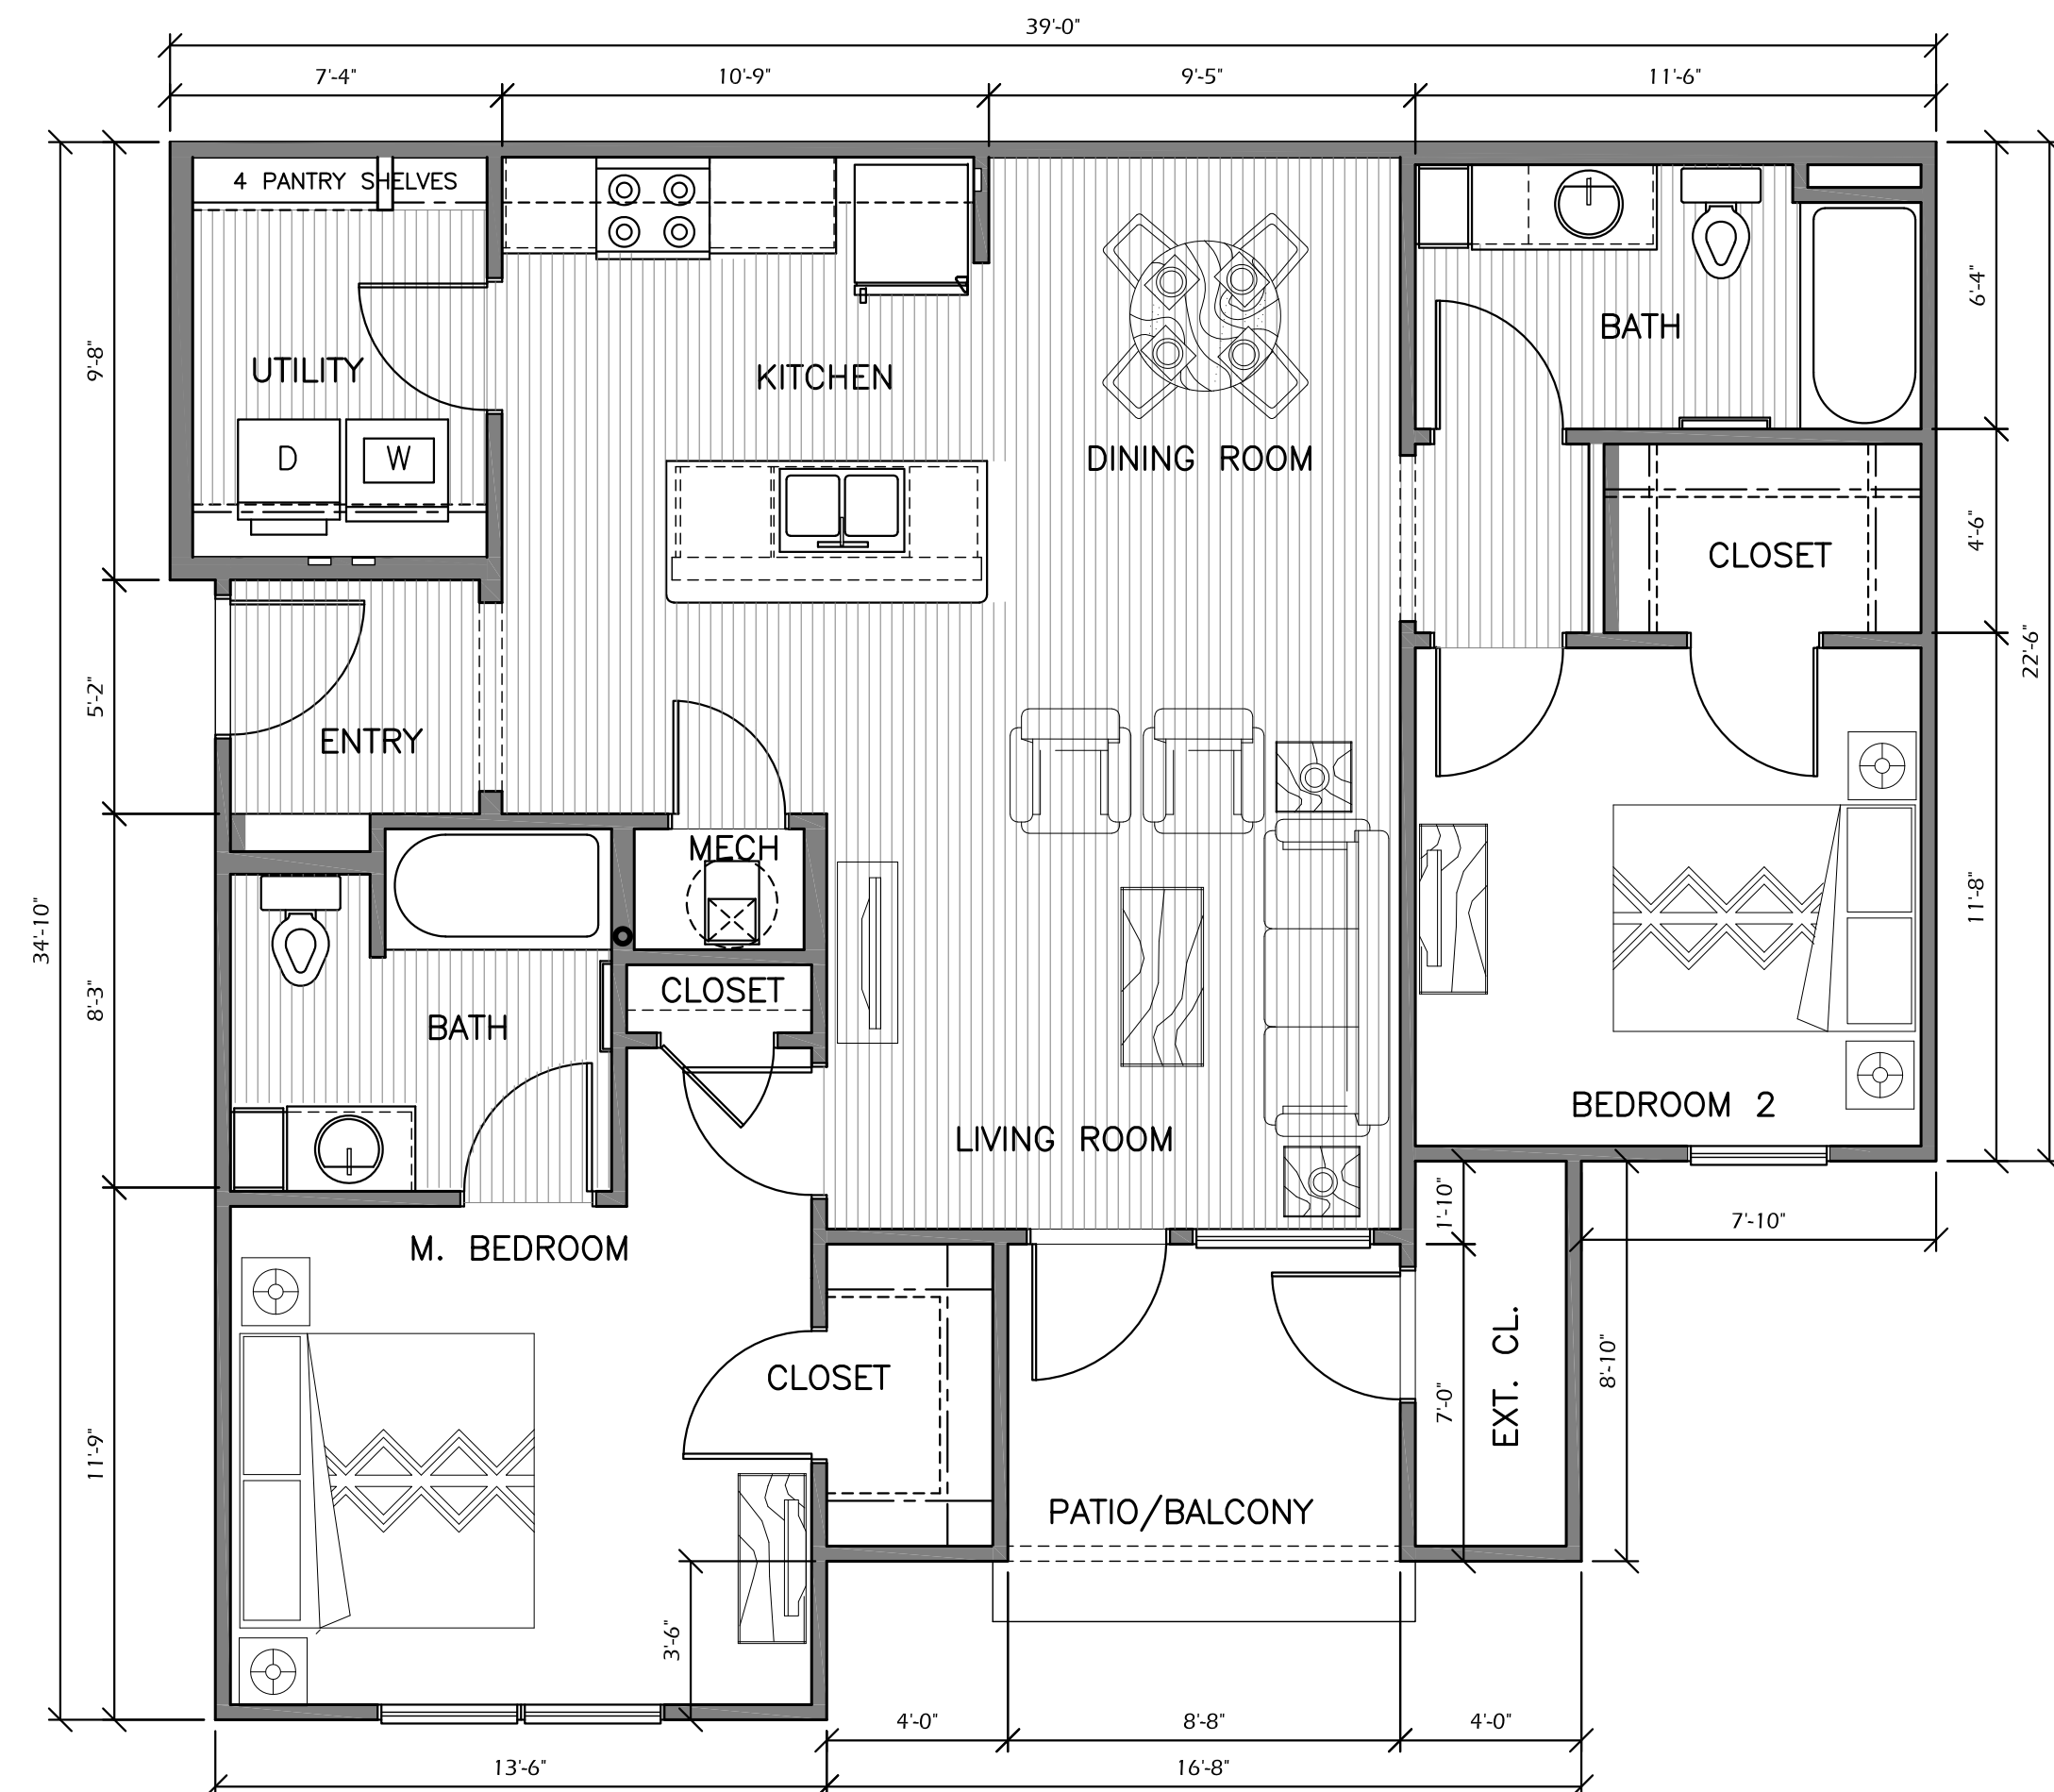 39'-0"
7'-4" 10'-9" 9'-5" 11'-6"
4 PANTRY SHELVES
6'-4"
BATH
9'-8"
UTILITY
KITCHEN
D W
DINING ROOM
4'-6"
CLOSET
22'-6"
5'-2"
ENTRY
MECH
11'-8"
34'-10"
CLOSET
8'-3"
BATH
BEDROOM 2
LIVING ROOM
1'-10"
7'-10"
M. BEDROOM
CLOSET
EXT. CL.
8'-10"
7'-0"
11'-9"
PATIO/BALCONY
3'-6"
4'-0" 8'-8" 4'-0"
13'-6" 16'-8"